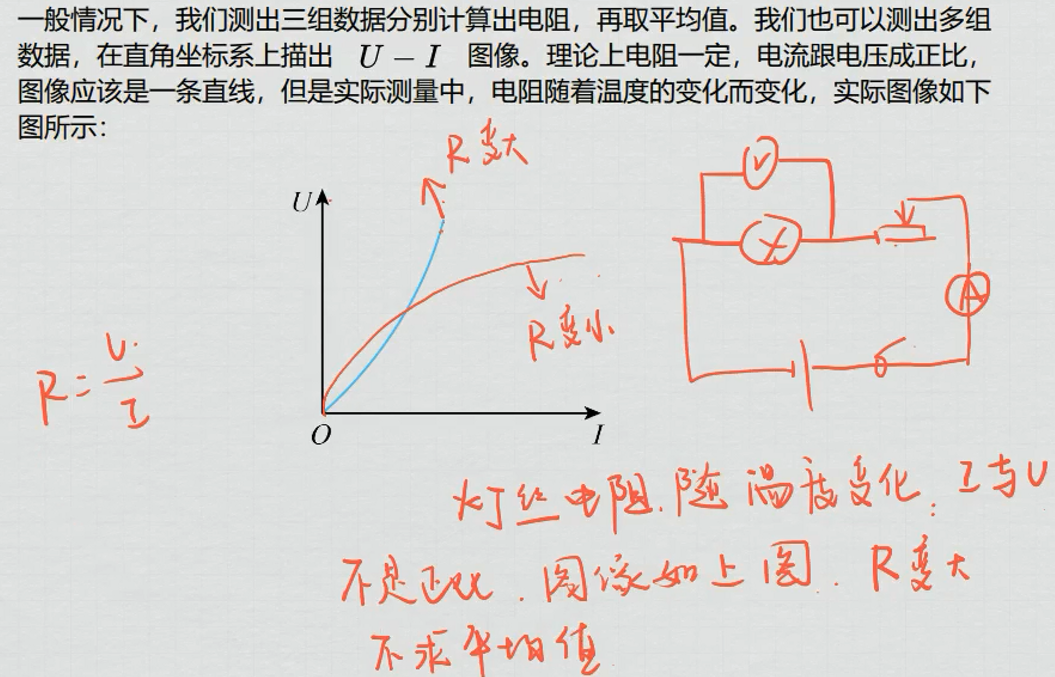 一般情况下，我们测出三组数据分别计算出电阻，再取平均值。我们也可以测出多组
数据，在直角坐标系上描出 U − I 图像。理论上电阻一定，电流跟电压成正比，
图像应该是一条直线，但是实际测量中，电阻随着温度的变化而变化，实际图像如下
图所示：
R变大
U
V
A
R变小
R=U/I
O
I
灯丝电阻.随温度变化. I与U
不是正比.图像如上图.R变大
不求平均值